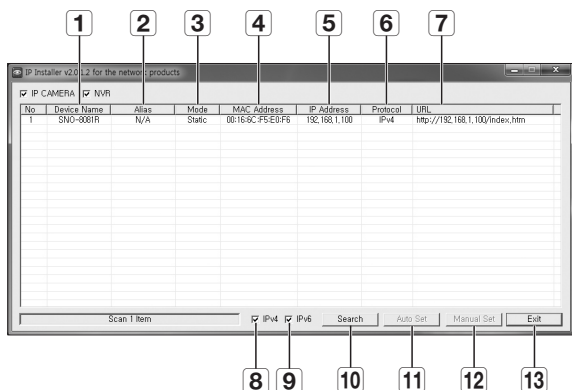 1 2 3 4 5 6 7
IP Installer v2.0.1.2 for the network products
IP CAMERA NVR
No Device Name Alias Mode MAC Address IP Address Protocol URL
1 SNO-8081R N/A Static 00:16:6C:F5:E0:F6 192,168,1,100 IPv4 http://192,168,1,100/index,htm
Scan 1 Item IPv4 IPv6 Search Auto Set Manual Set Exit
8 9 10 11 12 13